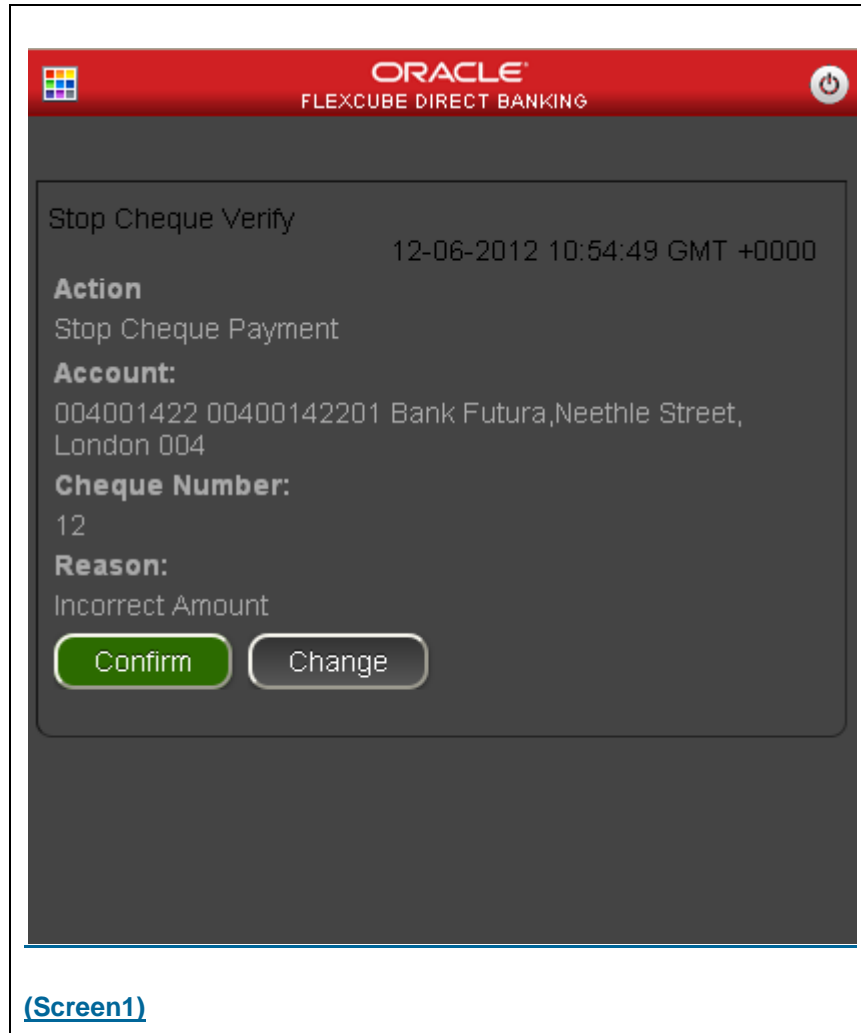 ORACLE
FLEXCUBE DIRECT BANKING
Stop Cheque Verify
12-06-2012 10:54:49 GMT +0000
Action
Stop Cheque Payment
Account:
004001422 00400142201 Bank Futura,Neethle Street,
London 004
Cheque Number:
12
Reason:
Incorrect Amount
Confirm Change
(Screen1)